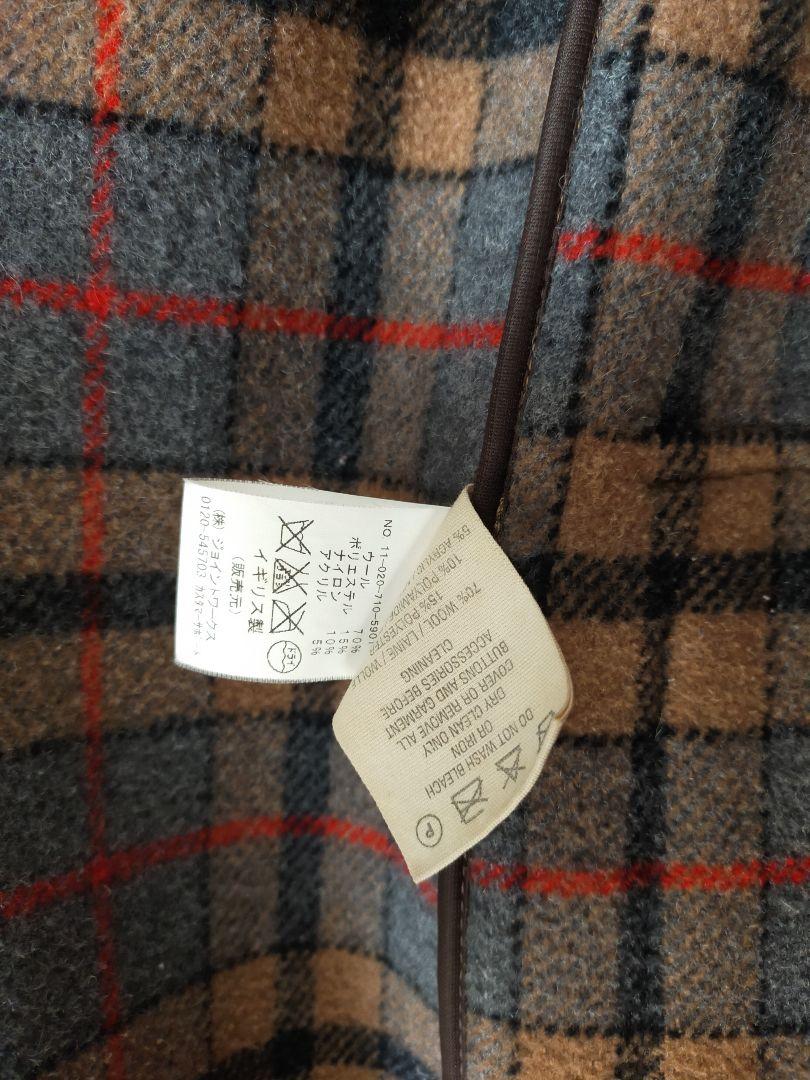 NO. 11-020-710-590
ウール 70%
ポリエステル 15%
ナイロン 10%
アクリル 5%
ドライ
イギリス製
(販売元)
(株) ジョイントワークス
0120-545703
5% ACRYLIC
10% POLYAMIDE
15% POLYESTER
70% WOOL / LAINE / WOLLE
CLEANING
ACCESSORIES BEFORE
BUTTONS AND GARMENT
COVER OR REMOVE ALL
DRY CLEAN ONLY
OR IRON
DO NOT WASH BLEACH
P